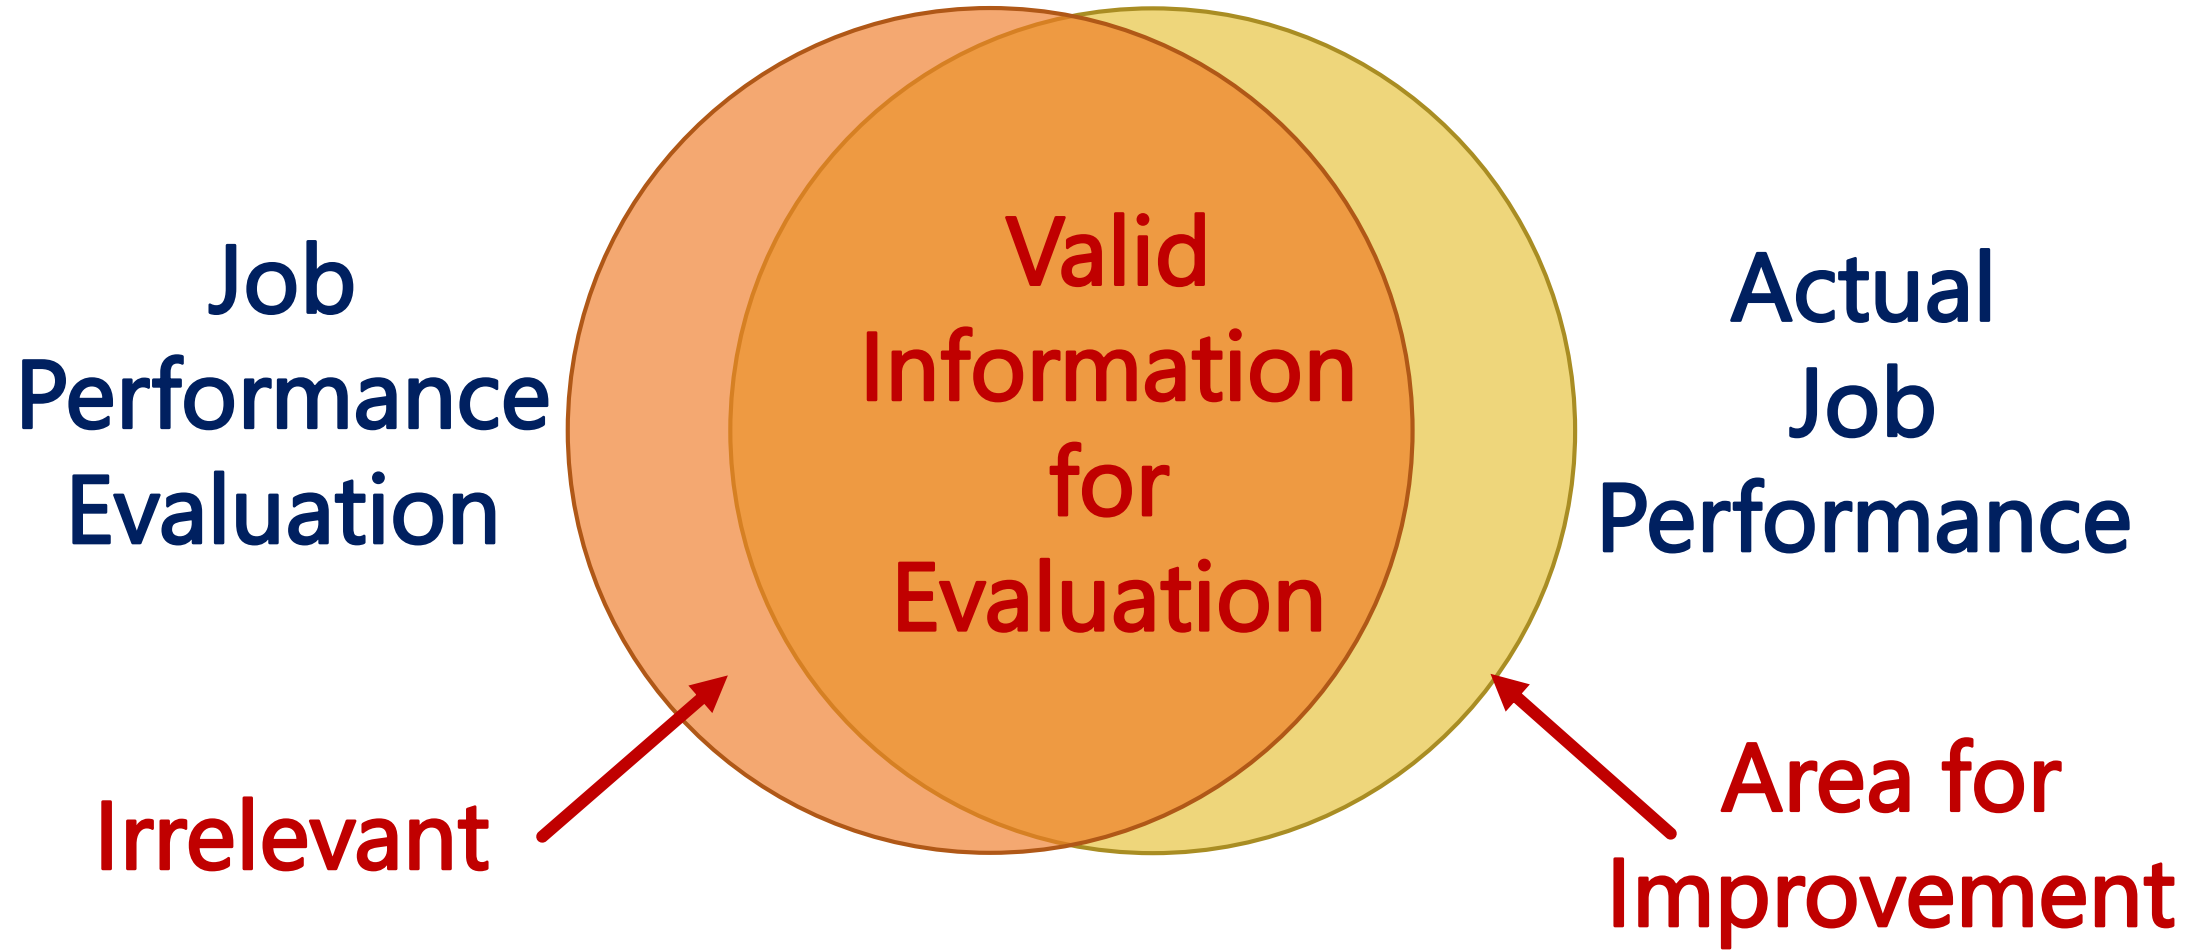 Job
Performance
Evaluation
Valid
Information
for
Evaluation
Actual
Job
Performance
Irrelevant
Area for
Improvement